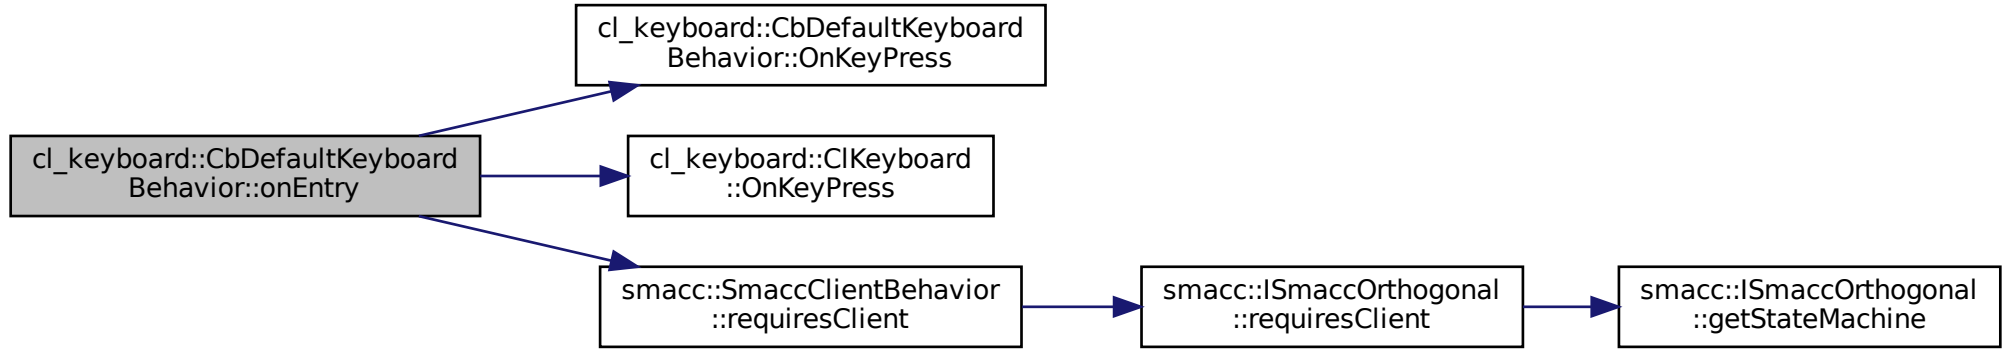 cl_keyboard::CbDefaultKeyboard
Behavior::onEntry
cl_keyboard::CbDefaultKeyboard
Behavior::OnKeyPress
cl_keyboard::ClKeyboard
::OnKeyPress
smacc::SmaccClientBehavior
::requiresClient
smacc::ISmaccOrthogonal
::requiresClient
smacc::ISmaccOrthogonal
::getStateMachine